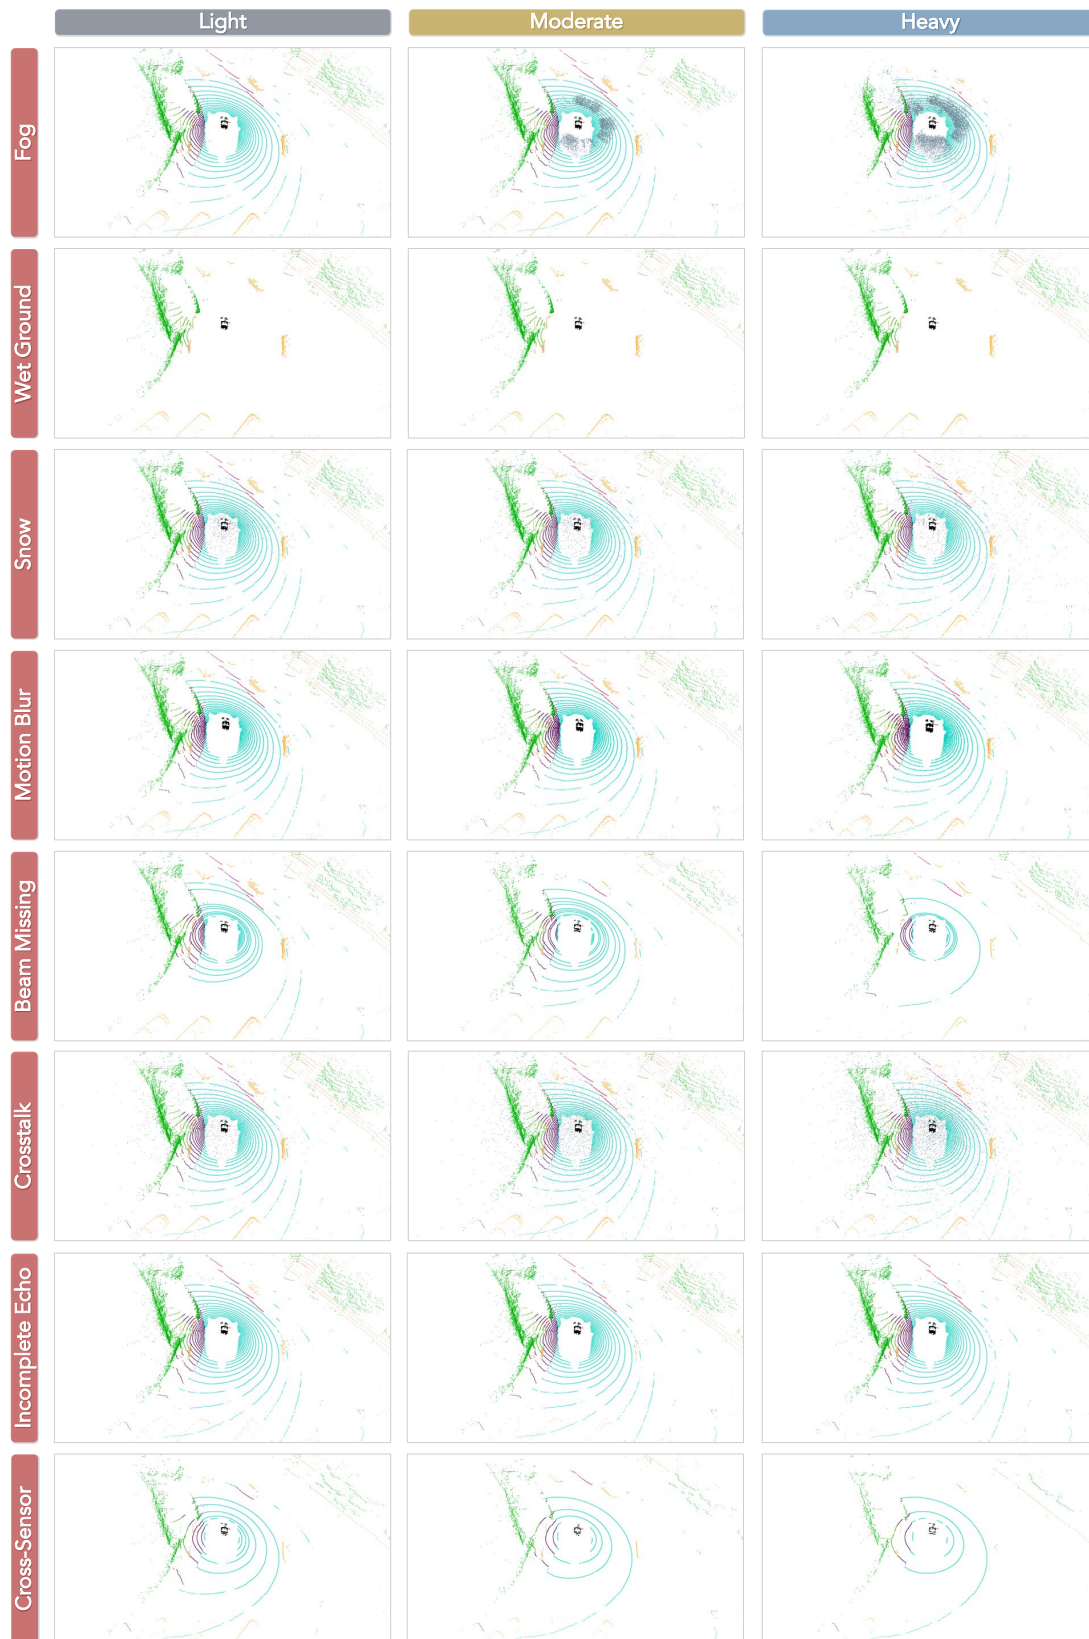 Light
Moderate
Heavy
Fog
Wet Ground
Snow
Motion Blur
Beam Missing
Crosstalk
Incomplete Echo
Cross-Sensor